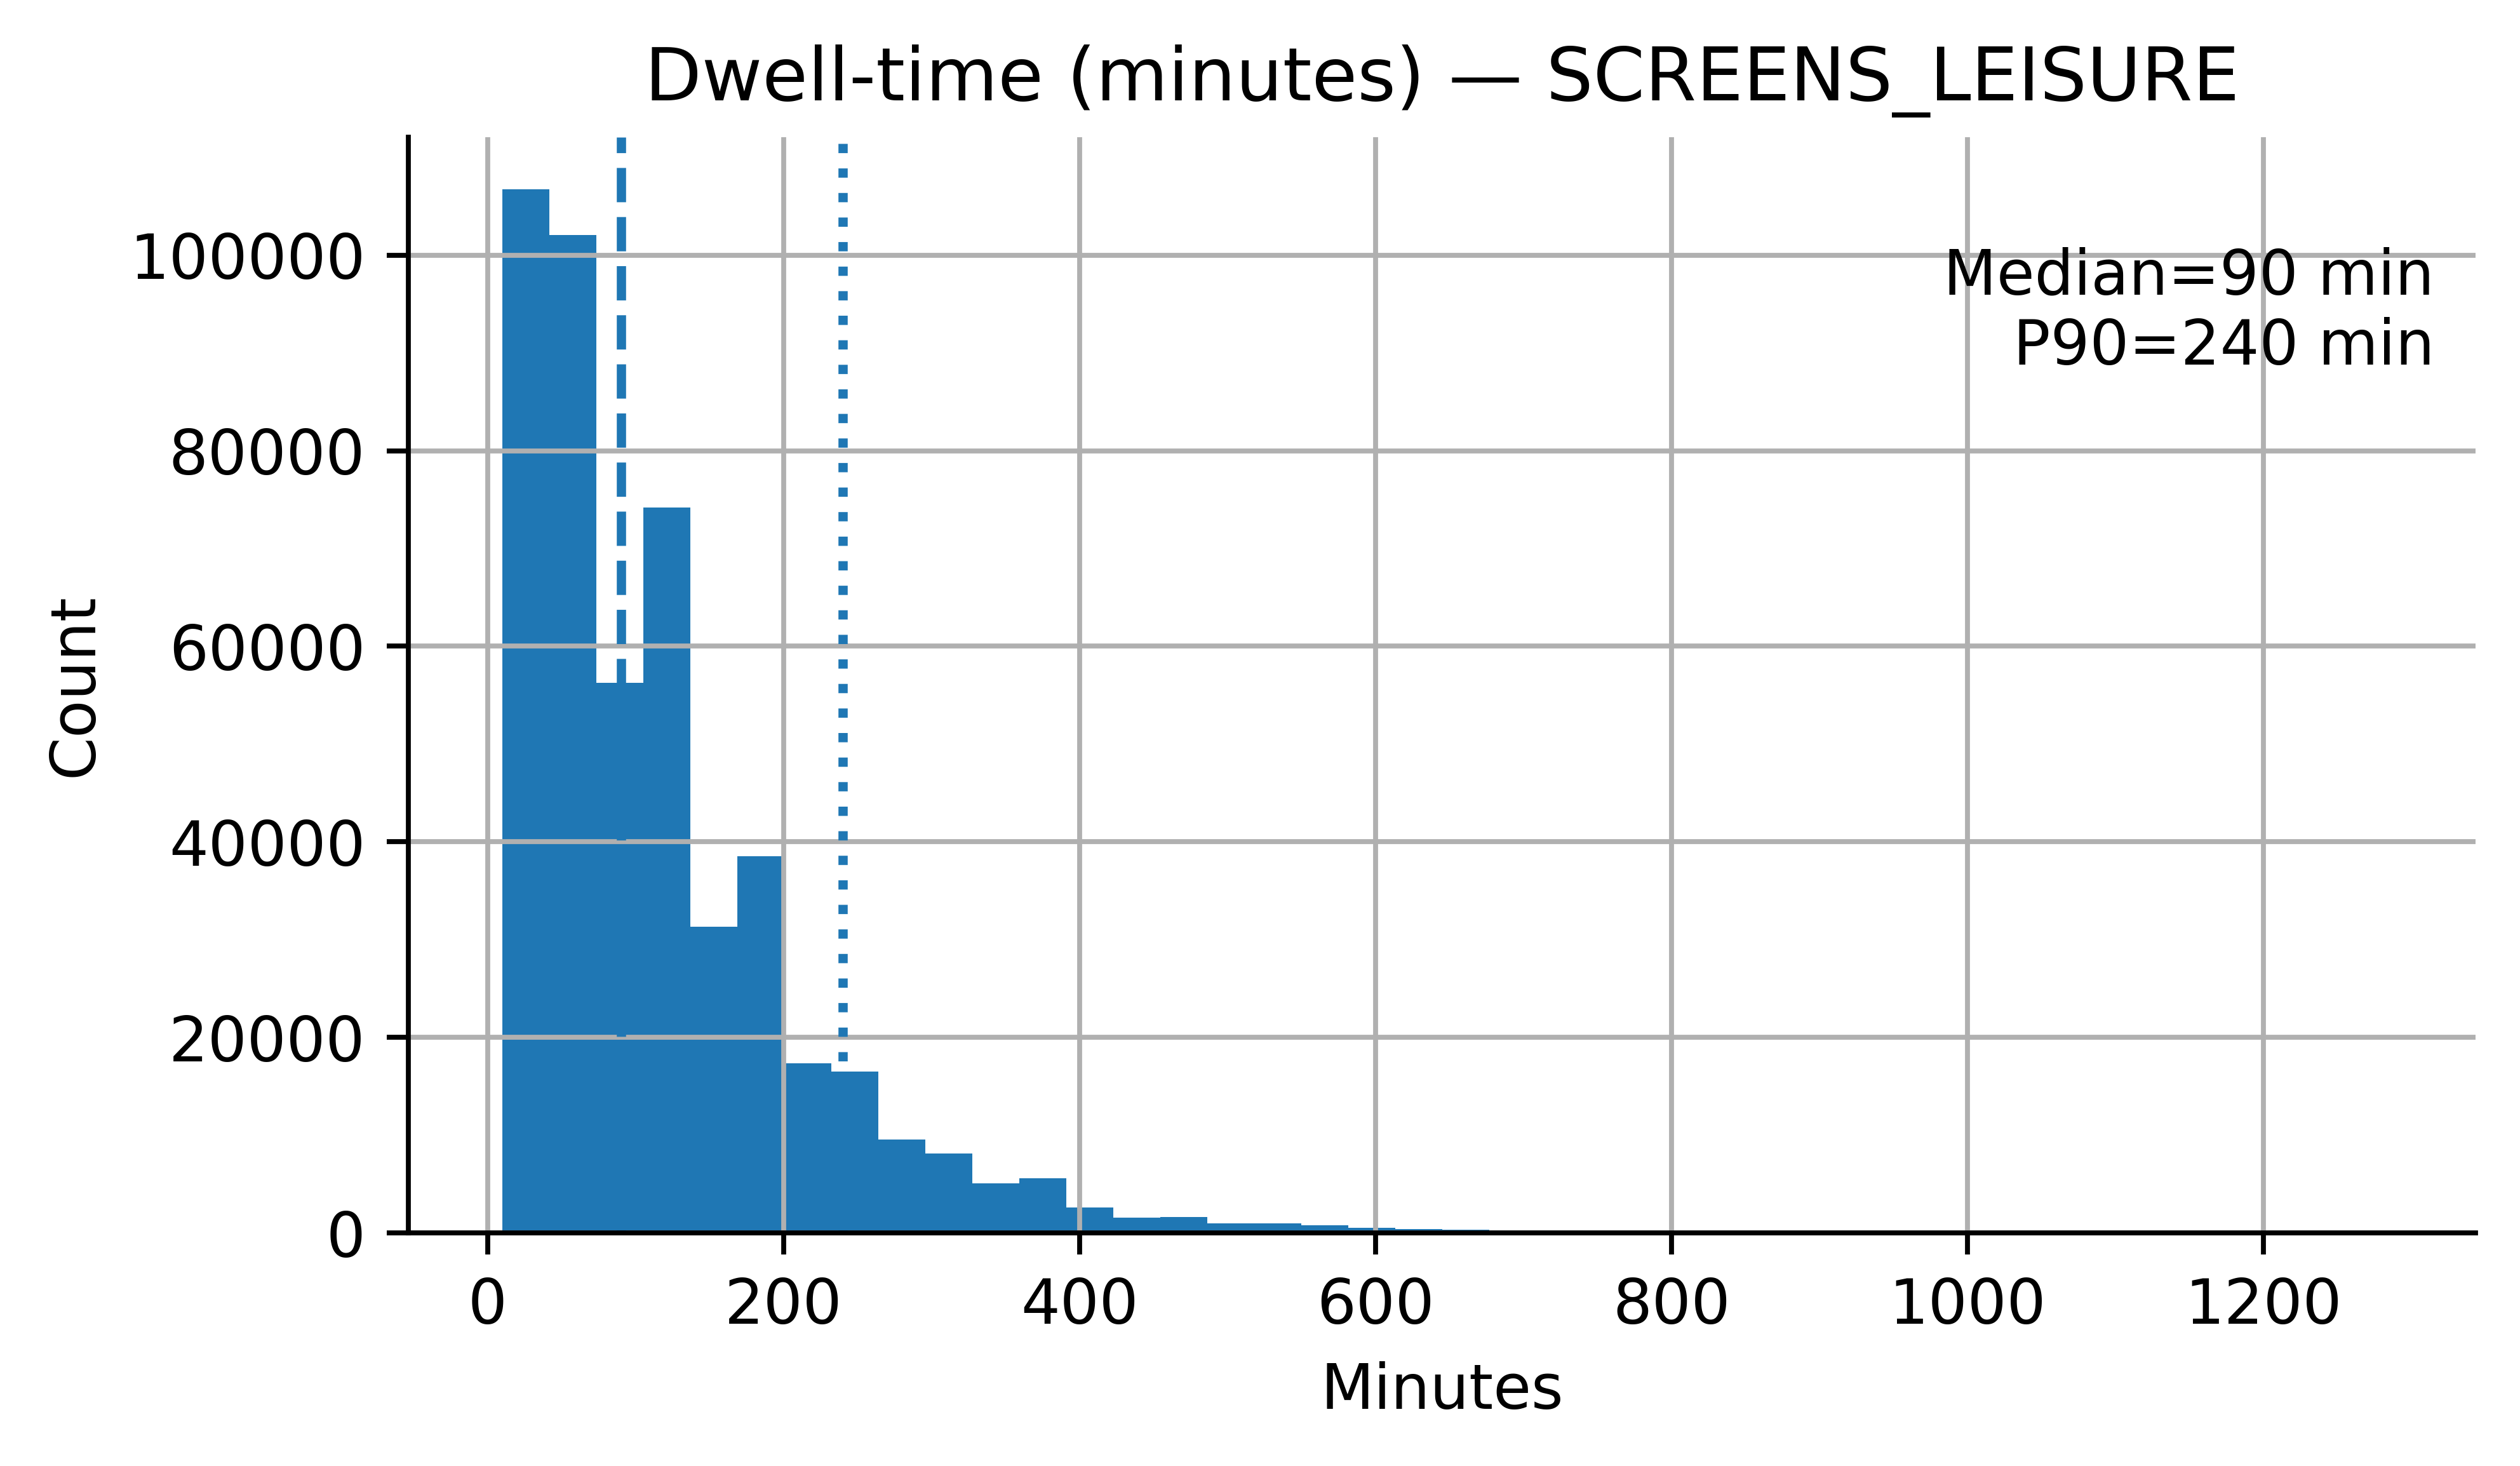 Dwell-time (minutes) — SCREENS_LEISURE
Median=90 min
P90=240 min
100000
80000
60000
40000
20000
0
Count
0 200 400 600 800 1000 1200
Minutes